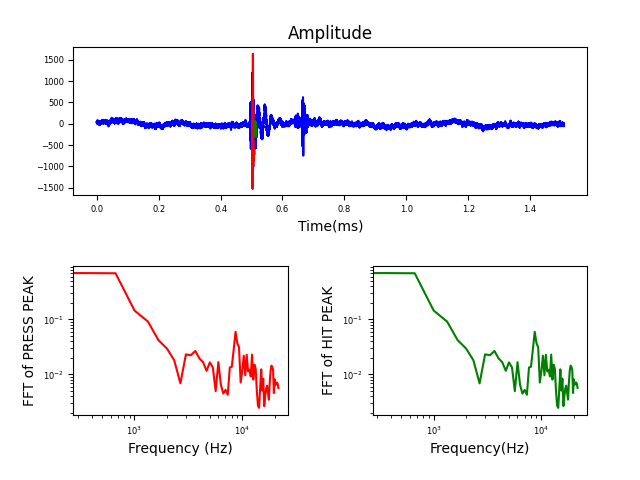 Amplitude
1500
1000
500
0
−500
−1000
−1500
0.0 0.2 0.4 0.6 0.8 1.0 1.2 1.4
Time(ms)
FFT of PRESS PEAK
10⁻¹
10⁻²
10³ 10⁴
Frequency (Hz)
FFT of HIT PEAK
10⁻¹
10⁻²
10³ 10⁴
Frequency(Hz)